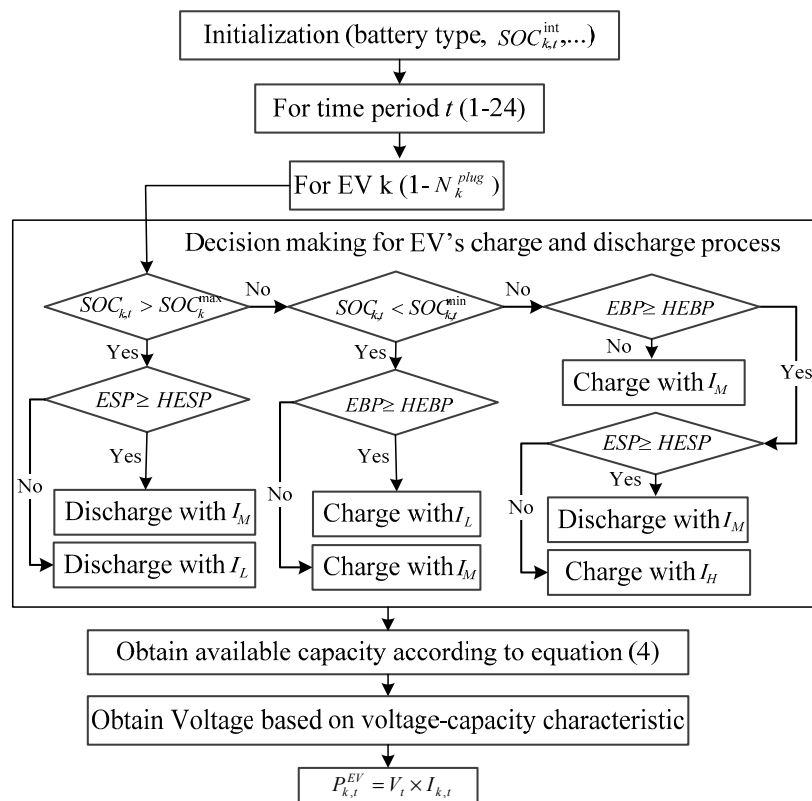 Initialization (battery type, SOC_{k,t}^{int},...)
For time period t (1-24)
For EV k (1- N_k^{plug})
Decision making for EV's charge and discharge process
SOC_{k,t} > SOC_k^{max}
No
SOC_{k,t} < SOC_{k,t}^{min}
No
EBP ≥ HEBP
Yes
Yes
No
Yes
ESP ≥ HESP
EBP ≥ HEBP
Charge with I_M
ESP ≥ HESP
Yes
No
Yes
No
Yes
No
Discharge with I_M
Charge with I_L
Discharge with I_M
Discharge with I_L
Charge with I_M
Charge with I_H
Obtain available capacity according to equation (4)
Obtain Voltage based on voltage-capacity characteristic
P_{k,t}^{EV} = V_t × I_{k,t}